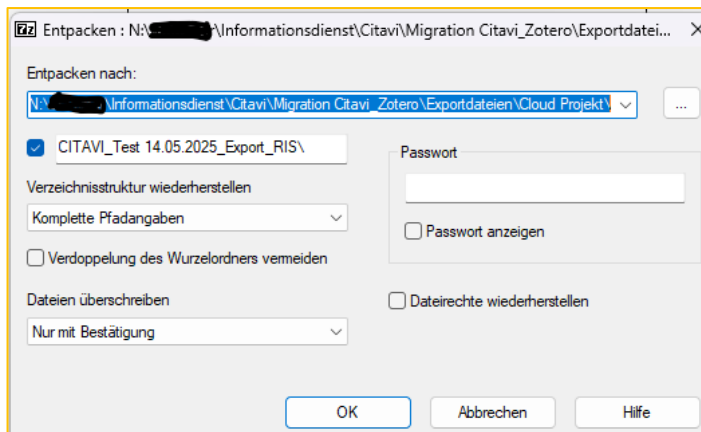 7z Entpacken : N:\ \Informationsdienst\Citavi\Migration Citavi_Zotero\Exportdatei...
Entpacken nach:
N:\ \Informationsdienst\Citavi\Migration Citavi_Zotero\Exportdateien\Cloud Projekt\
...
CITAVI_Test 14.05.2025_Export_RIS\
Passwort
Verzeichnisstruktur wiederherstellen
Komplette Pfadangaben
Passwort anzeigen
Verdoppelung des Wurzelordners vermeiden
Dateien überschreiben
Dateirechte wiederherstellen
Nur mit Bestätigung
OK Abbrechen Hilfe